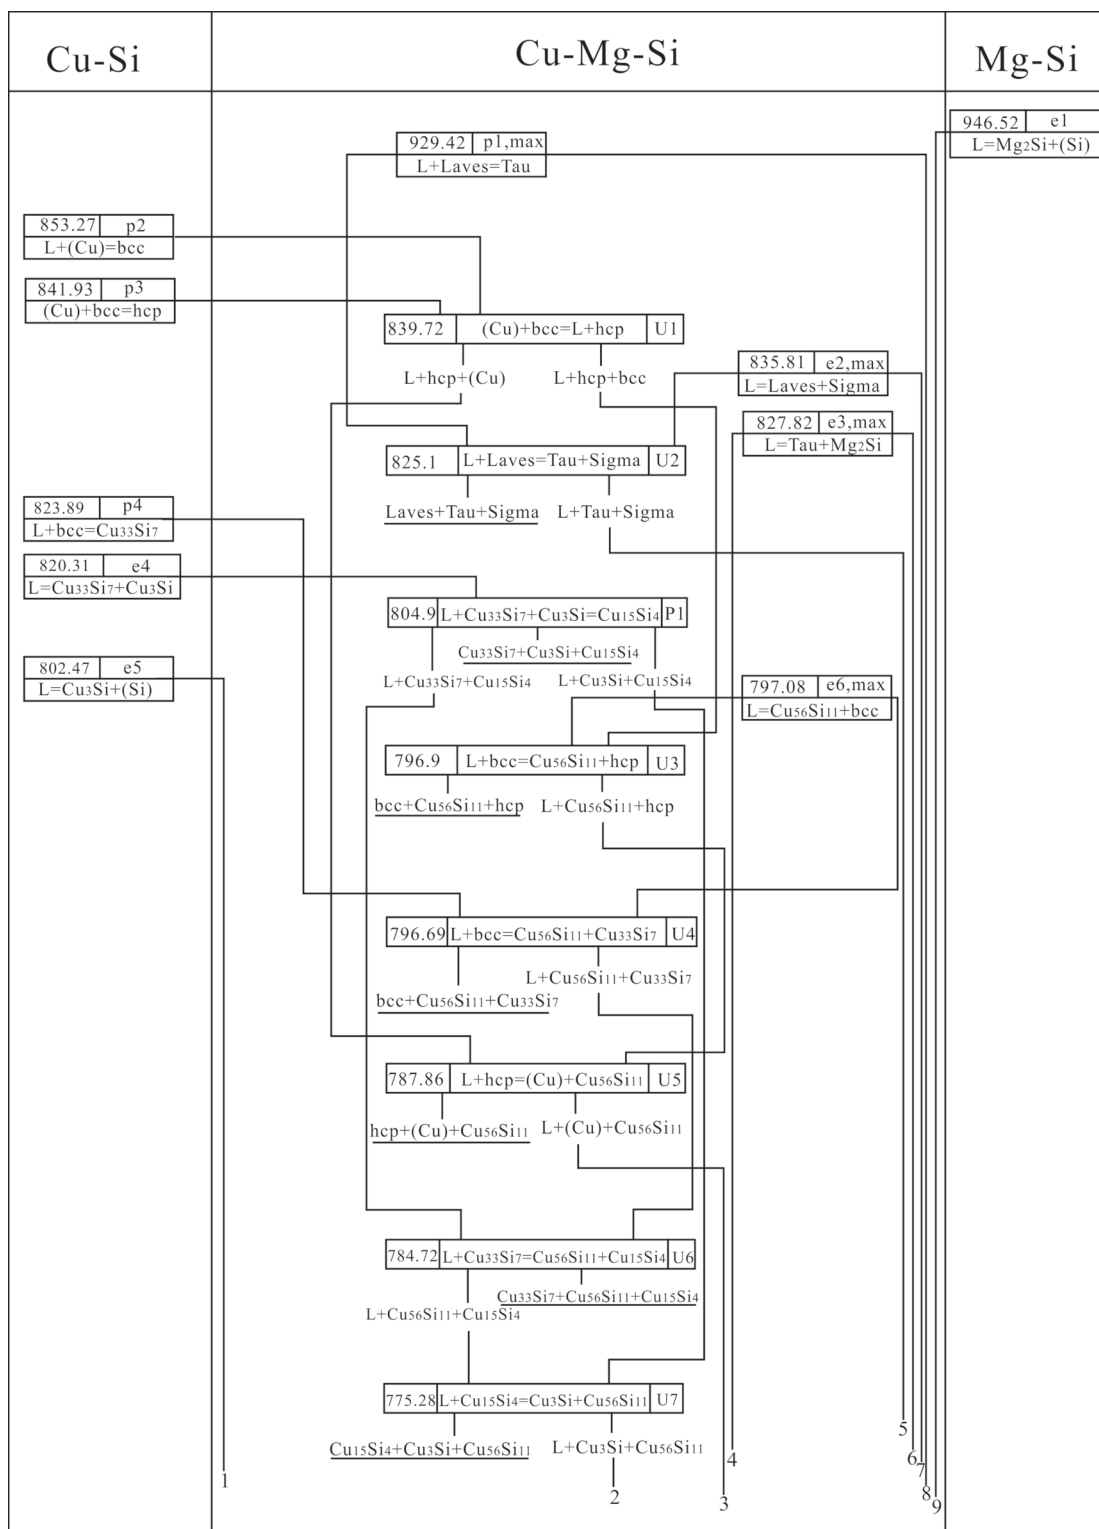 Cu-Si
Cu-Mg-Si
Mg-Si
946.52 e1
L=Mg2Si+(Si)
929.42 p1,max
L+Laves=Tau
853.27 p2
L+(Cu)=bcc
841.93 p3
(Cu)+bcc=hcp
839.72 (Cu)+bcc=L+hcp U1
L+hcp+(Cu) L+hcp+bcc
835.81 e2,max
L=Laves+Sigma
827.82 e3,max
L=Tau+Mg2Si
825.1 L+Laves=Tau+Sigma U2
Laves+Tau+Sigma L+Tau+Sigma
823.89 p4
L+bcc=Cu33Si7
820.31 e4
L=Cu33Si7+Cu3Si
804.9 L+Cu33Si7+Cu3Si=Cu15Si4 P1
Cu33Si7+Cu3Si+Cu15Si4
L+Cu33Si7+Cu15Si4 L+Cu3Si+Cu15Si4
802.47 e5
L=Cu3Si+(Si)
797.08 e6,max
L=Cu56Si11+bcc
796.9 L+bcc=Cu56Si11+hcp U3
bcc+Cu56Si11+hcp L+Cu56Si11+hcp
796.69 L+bcc=Cu56Si11+Cu33Si7 U4
L+Cu56Si11+Cu33Si7
bcc+Cu56Si11+Cu33Si7
787.86 L+hcp=(Cu)+Cu56Si11 U5
hcp+(Cu)+Cu56Si11 L+(Cu)+Cu56Si11
784.72 L+Cu33Si7=Cu56Si11+Cu15Si4 U6
Cu33Si7+Cu56Si11+Cu15Si4
L+Cu56Si11+Cu15Si4
775.28 L+Cu15Si4=Cu3Si+Cu56Si11 U7
Cu15Si4+Cu3Si+Cu56Si11 L+Cu3Si+Cu56Si11
1 2 3 4 5 6 7 8 9